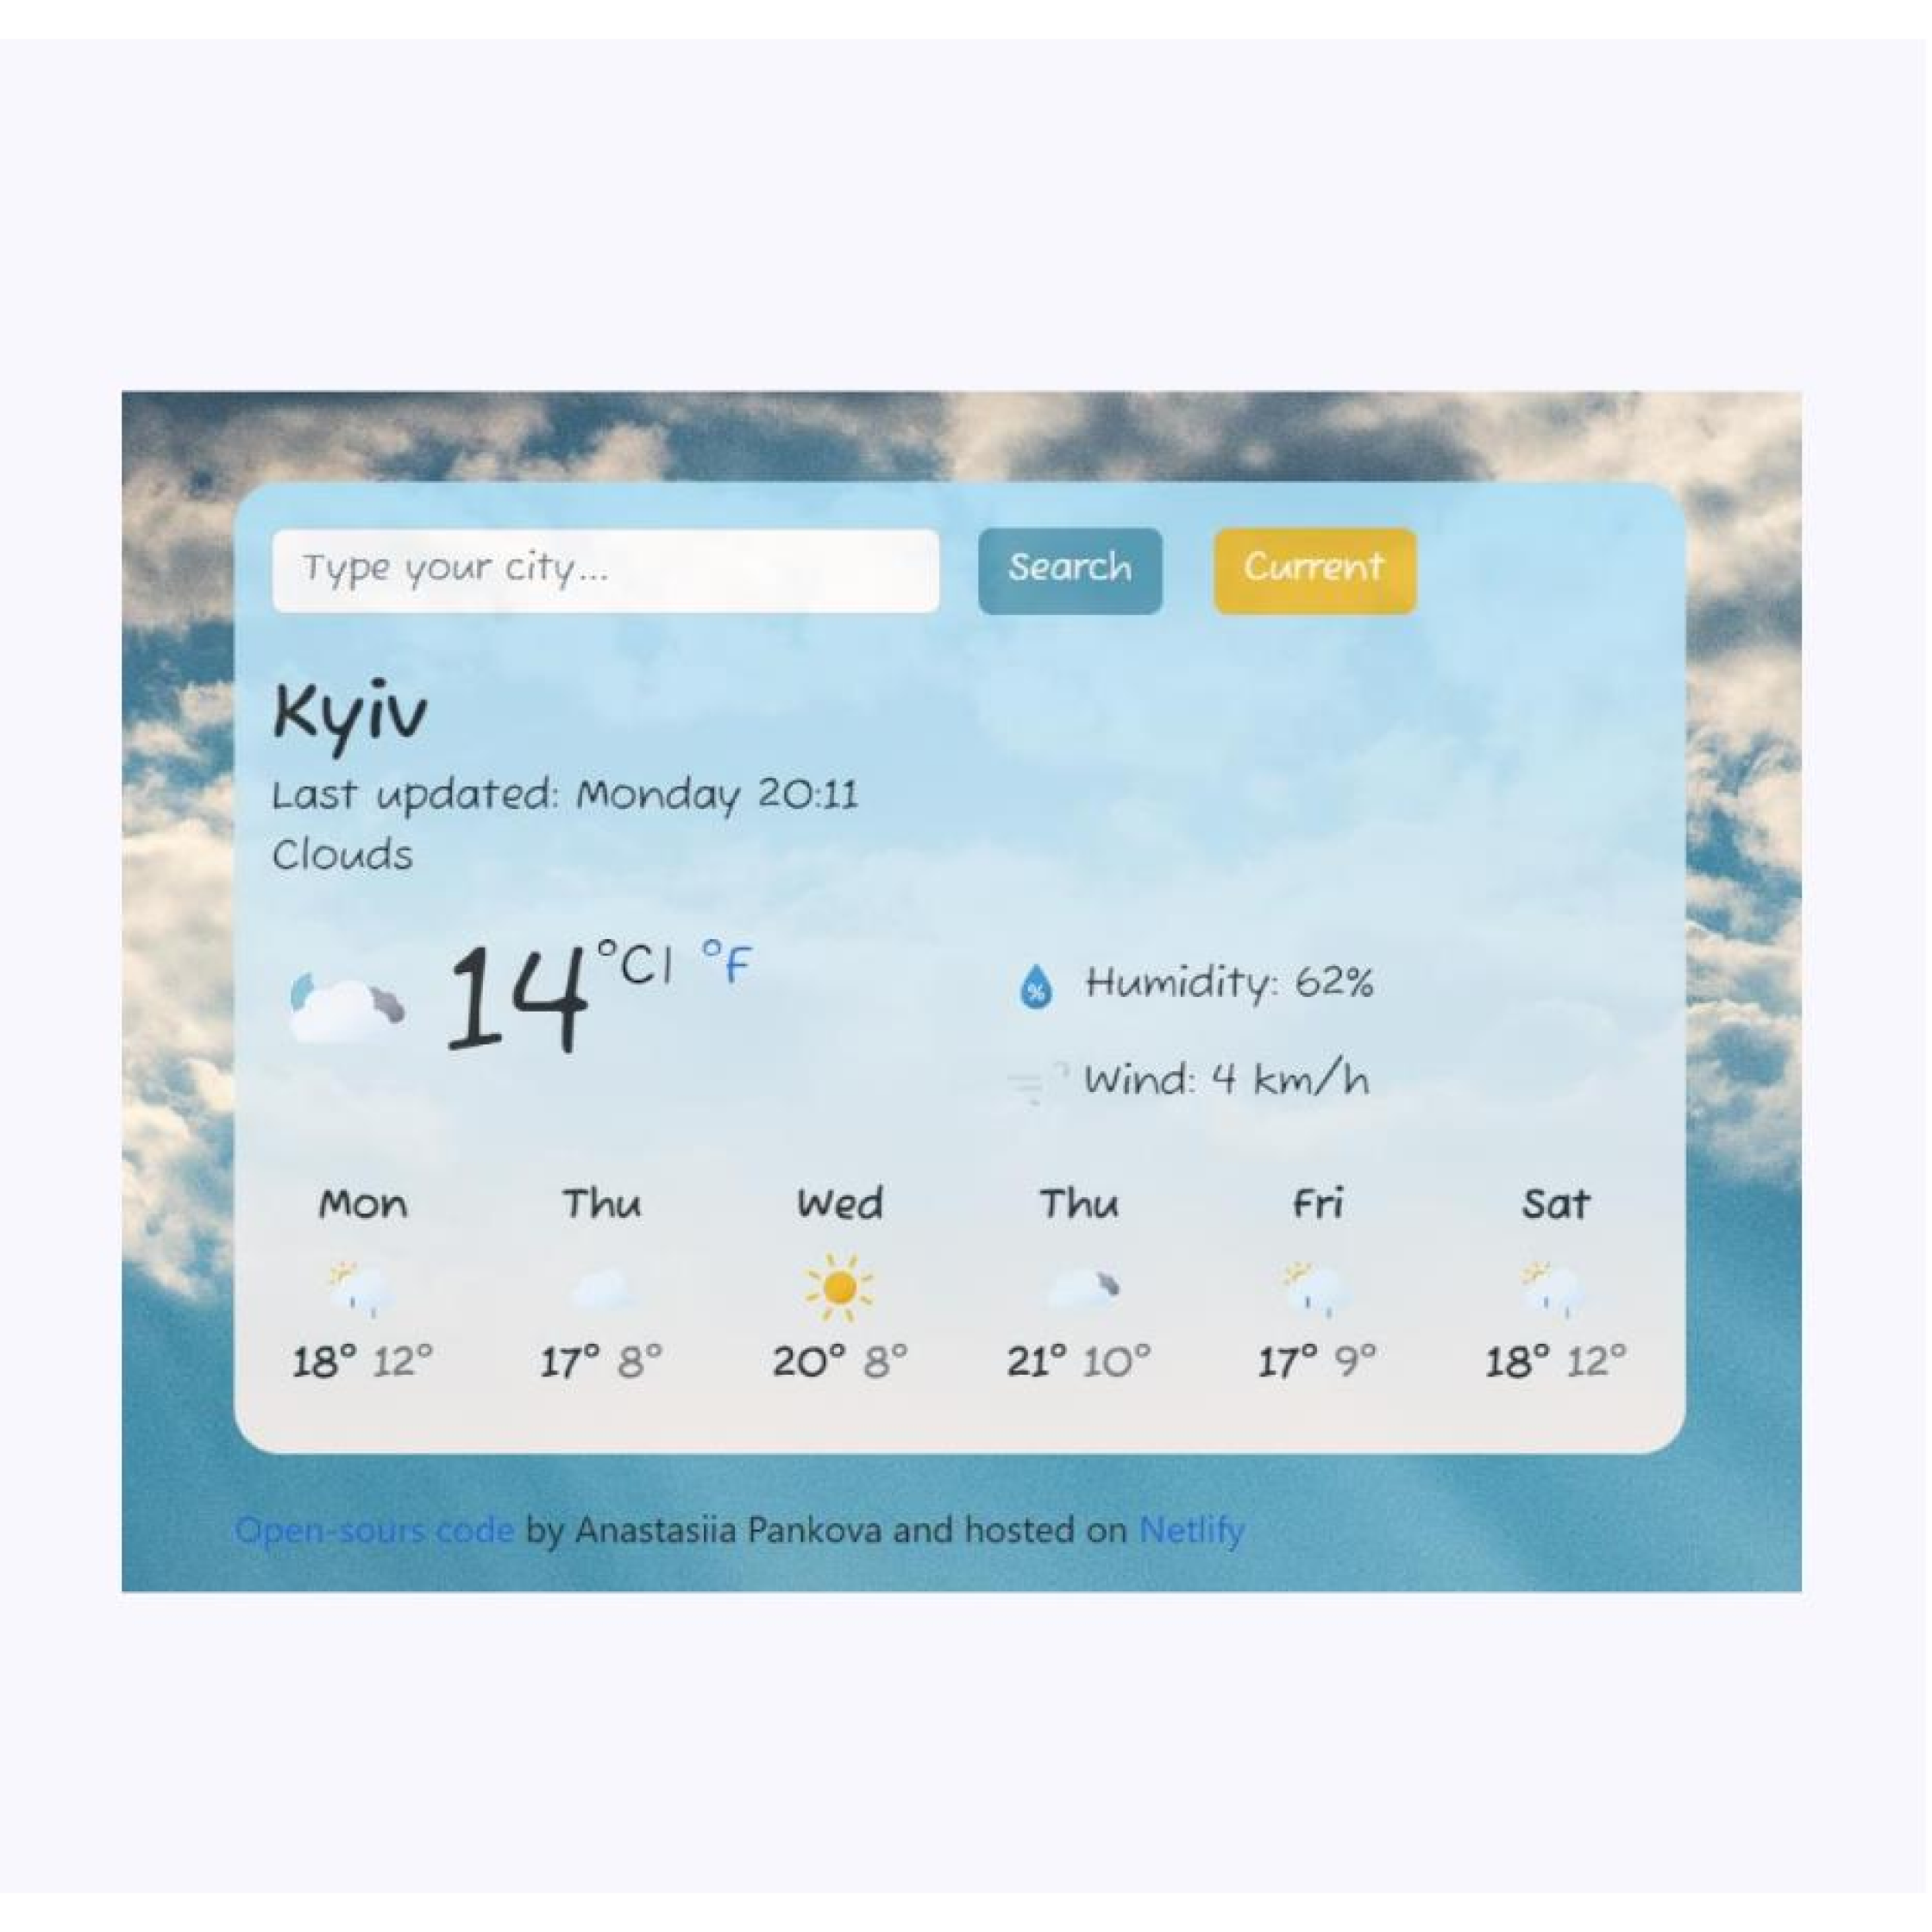 Type your city... Search Current
Kyiv
Last updated: Monday 20:11
Clouds
14°C| °F
% Humidity: 62%
Wind: 4 km/h
Mon Thu Wed Thu Fri Sat
18° 12° 17° 8° 20° 8° 21° 10° 17° 9° 18° 12°
Open-sours code by Anastasiia Pankova and hosted on Netlify